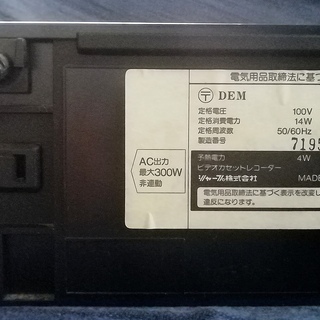 電気用品取締法に基づ
〒 DEM
定格電圧 100V
定格消費電力 14W
定格周波数 50/60Hz
製造番号 7195
予熱電力 4W
ビデオカセットレコーダー
シャープ株式会社 MADE
電気用品取締法に基づく表示を改変し
違反になります。
AC出力
最大300W
非連動